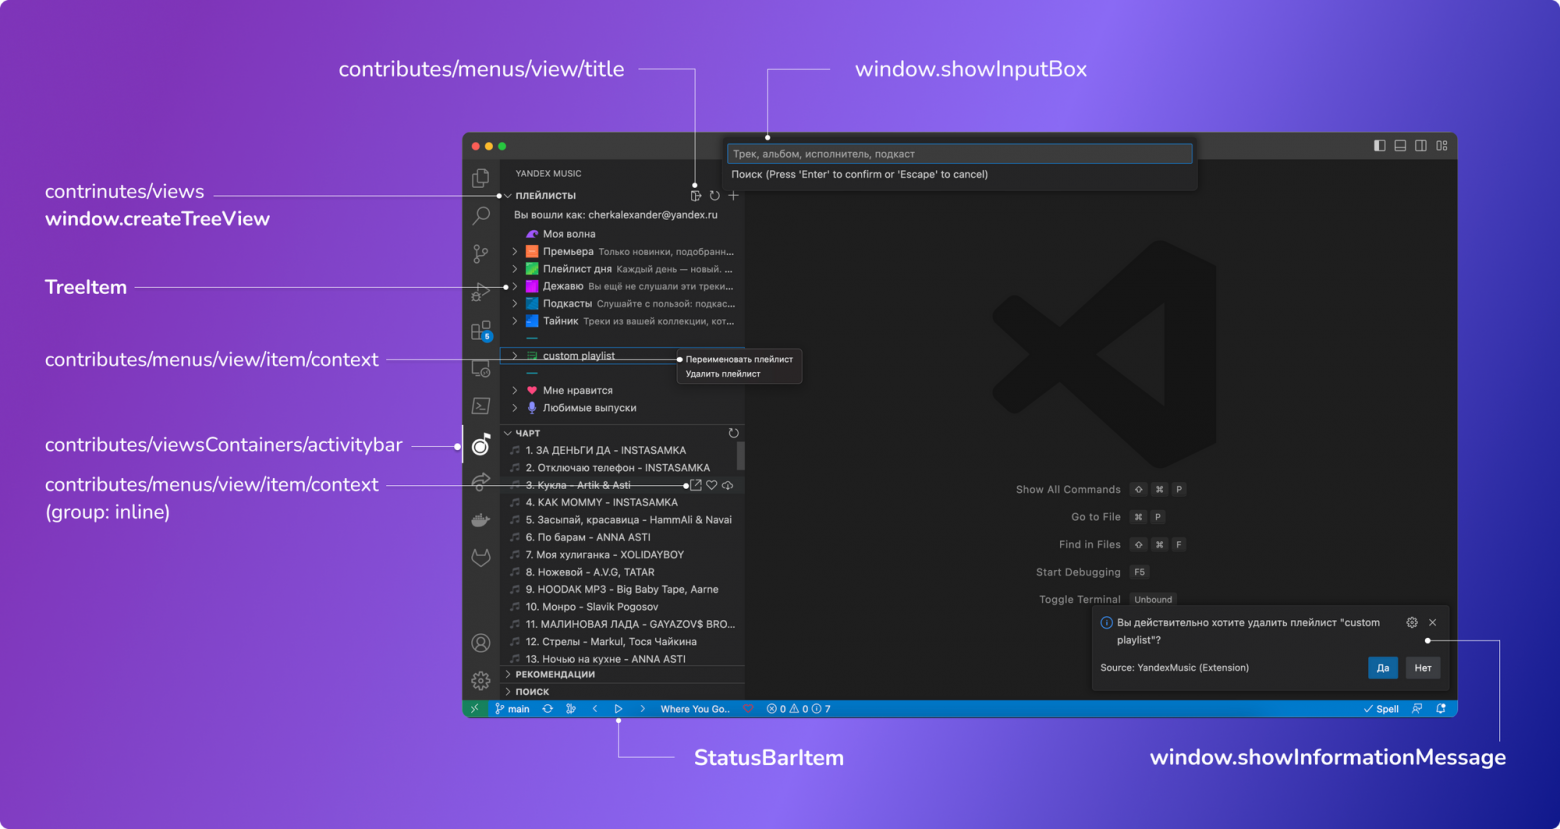 contributes/menus/view/title
window.showInputBox
contrinutes/views
window.createTreeView
TreeItem
contributes/menus/view/item/context
contributes/viewsContainers/activitybar
contributes/menus/view/item/context
(group: inline)
Трек, альбом, исполнитель, подкаст
Поиск (Press 'Enter' to confirm or 'Escape' to cancel)
YANDEX MUSIC
ПЛЕЙЛИСТЫ
Вы вошли как: cherkalexander@yandex.ru
Моя волна
Премьера Только новинки, подобранн...
Плейлист дня Каждый день — новый. ...
Дежавю Вы ещё не слушали эти треки...
Подкасты Слушайте с пользой: подкас...
Тайник Треки из вашей коллекции, кот...
custom playlist
Переименовать плейлист
Удалить плейлист
Мне нравится
Любимые выпуски
5
ЧАРТ
1. ЗА ДЕНЬГИ ДА - INSTASAMKA
2. Отключаю телефон - INSTASAMKA
3. Кукла - Artik & Asti
4. КАК MOMMY - INSTASAMKA
5. Засыпай, красавица - HammAli & Navai
6. По барам - ANNA ASTI
7. Моя хулиганка - XOLIDAYBOY
8. Ножевой - A.V.G, TATAR
9. HOODAK MP3 - Big Baby Tape, Aarne
10. Монро - Slavik Pogosov
11. МАЛИНОВАЯ ЛАДА - GAYAZOV$ BRO...
12. Стрелы - Markul, Тося Чайкина
13. Ночью на кухне - ANNA ASTI
РЕКОМЕНДАЦИИ
ПОИСК
Show All Commands ⇧ ⌘ P
Go to File ⌘ P
Find in Files ⇧ ⌘ F
Start Debugging F5
Toggle Terminal Unbound
Вы действительно хотите удалить плейлист "custom
playlist"?
Source: YandexMusic (Extension)
Да
Нет
main
Where You Go..
0 0 7
Spell
StatusBarItem
window.showInformationMessage